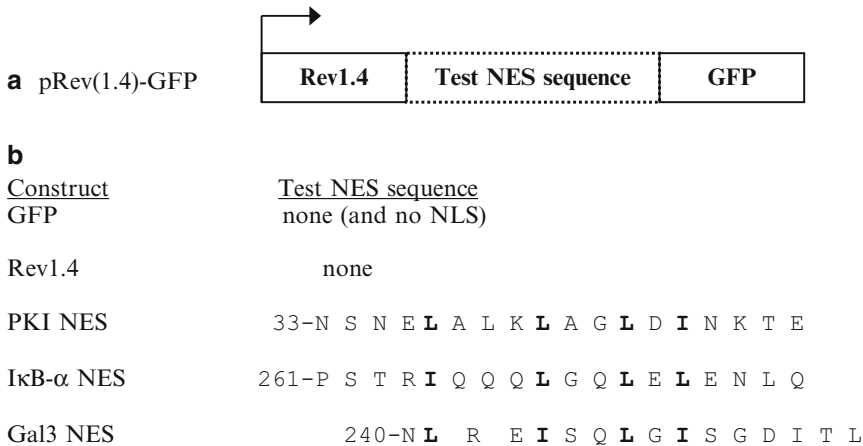 a pRev(1.4)-GFP Rev1.4 Test NES sequence GFP
b
Construct Test NES sequence
GFP none (and no NLS)
Rev1.4 none
PKI NES 33-N S N E L A L K L A G L D I N K T E
IκB-α NES 261-P S T R I Q Q Q L G Q L E L E N L Q
Gal3 NES 240-N L R E I S Q L G I S G D I T L